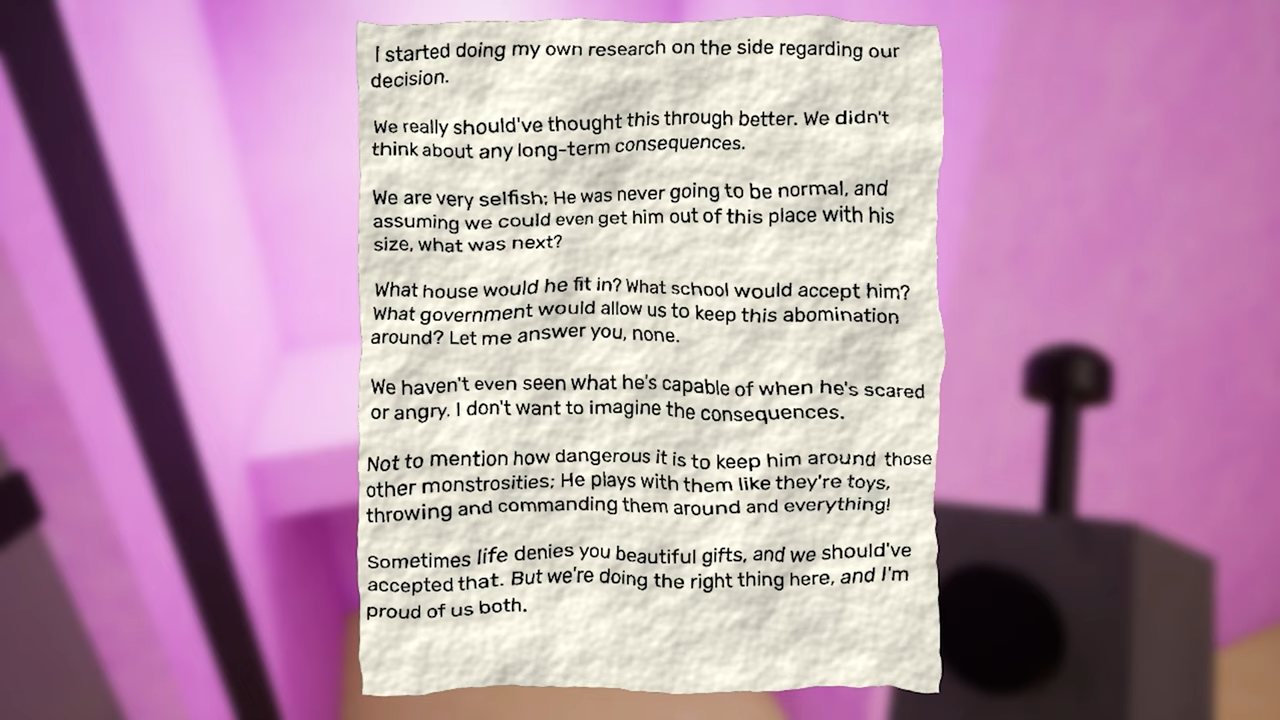 I started doing my own research on the side regarding our
decision.
We really should've thought this through better. We didn't
think about any long-term consequences.
We are very selfish; He was never going to be normal, and
assuming we could even get him out of this place with his
size, what was next?
What house would he fit in? What school would accept him?
What government would allow us to keep this abomination
around? Let me answer you, none.
We haven't even seen what he's capable of when he's scared
or angry. I don't want to imagine the consequences.
Not to mention how dangerous it is to keep him around those
other monstrosities; He plays with them like they're toys,
throwing and commanding them around and everything!
Sometimes life denies you beautiful gifts, and we should've
accepted that. But we're doing the right thing here, and I'm
proud of us both.